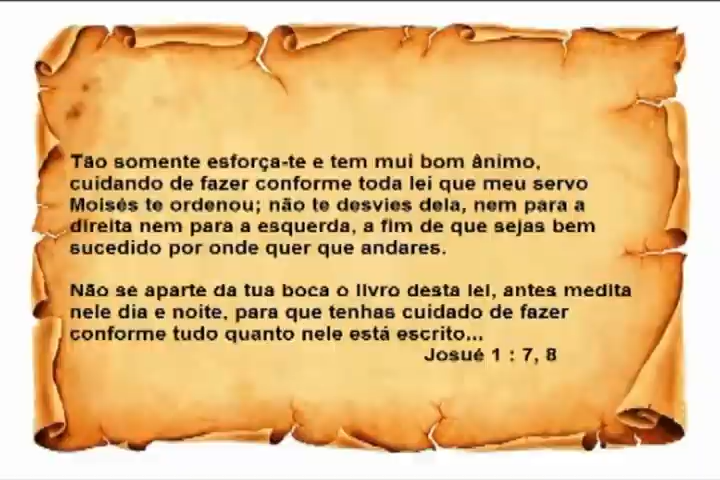 Tão somente esforça-te e tem mui bom ânimo,
cuidando de fazer conforme toda lei que meu servo
Moisés te ordenou; não te desvies dela, nem para a
direita nem para a esquerda, a fim de que sejas bem
sucedido por onde quer que andares.
Não se aparte da tua boca o livro desta lei, antes medita
nele dia e noite, para que tenhas cuidado de fazer
conforme tudo quanto nele está escrito...
Josué 1 : 7, 8